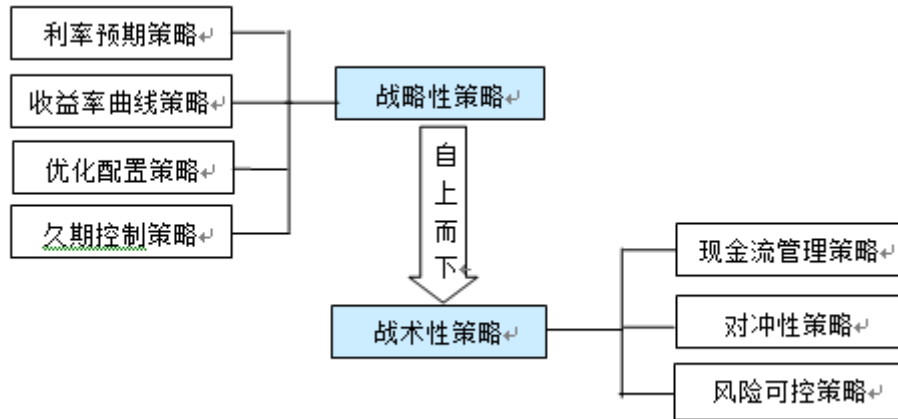 利率预期策略
收益率曲线策略
优化配置策略
久期控制策略
战略性策略
自上而下
战术性策略
现金流管理策略
对冲性策略
风险可控策略